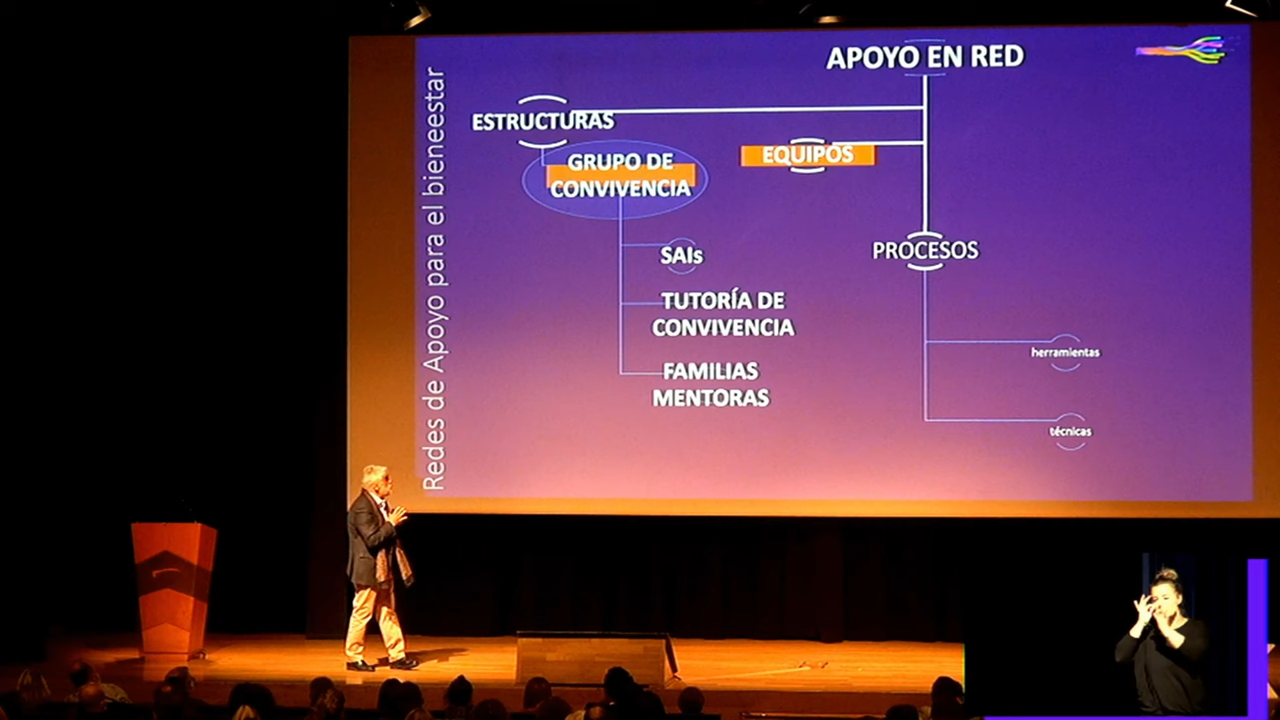 Redes de Apoyo para el bieneestar
APOYO EN RED
ESTRUCTURAS
GRUPO DE
CONVIVENCIA
EQUIPOS
SAIs
TUTORÍA DE
CONVIVENCIA
FAMILIAS
MENTORAS
PROCESOS
herramientas
técnicas